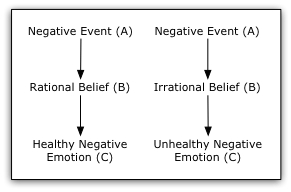 Negative Event (A)
Negative Event (A)
Rational Belief (B)
Irrational Belief (B)
Healthy Negative
Emotion (C)
Unhealthy Negative
Emotion (C)